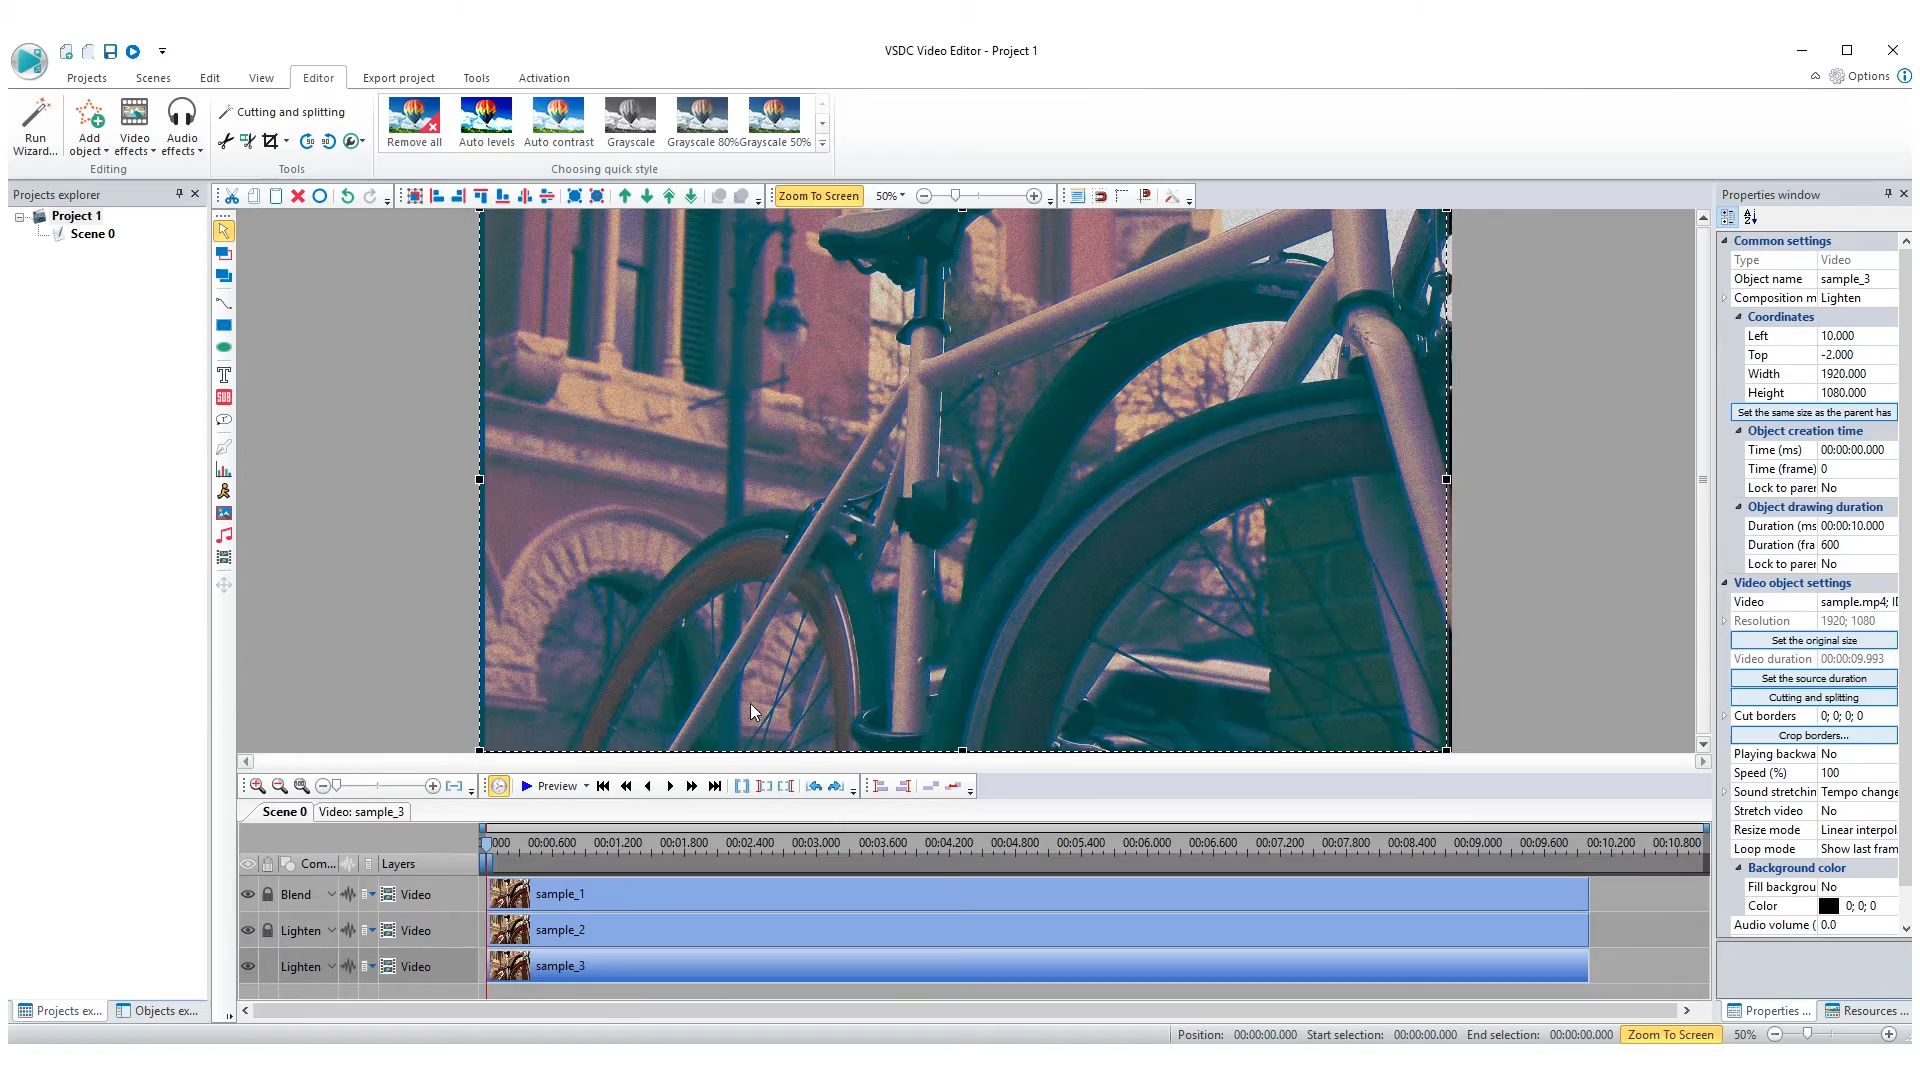 VSDC Video Editor - Project 1
Projects
Scenes
Edit
View
Editor
Export project
Tools
Activation
Options
Run
Wizard...
Add
object
Video
effects
Audio
effects
Editing
Cutting and splitting
Tools
Remove all
Auto levels
Auto contrast
Grayscale
Grayscale 80%
Grayscale 50%
Choosing quick style
Projects explorer
Project 1
Scene 0
Zoom To Screen
50%
T
SUB
Properties window
Common settings
Type Video
Object name sample_3
Composition m Lighten
Coordinates
Left 10.000
Top -2.000
Width 1920.000
Height 1080.000
Set the same size as the parent has
Object creation time
Time (ms) 00:00:00.000
Time (frame) 0
Lock to parer No
Object drawing duration
Duration (ms 00:00:10.000
Duration (fra 600
Lock to parer No
Video object settings
Video sample.mp4; II
Resolution 1920; 1080
Set the original size
Video duration 00:00:09.993
Set the source duration
Cutting and splitting
Cut borders 0; 0; 0; 0
Crop borders...
Playing backwa No
Speed (%) 100
Sound stretchin Tempo change
Stretch video No
Resize mode Linear interpol
Loop mode Show last fram
Background color
Fill backgrou No
Color 0; 0; 0
Audio volume ( 0.0
Preview
Scene 0
Video: sample_3
000 00:00.600 00:01.200 00:01.800 00:02.400 00:03.000 00:03.600 00:04.200 00:04.800 00:05.400 00:06.000 00:06.600 00:07.200 00:07.800 00:08.400 00:09.000 00:09.600 00:10.200 00:10.800
Com...
Layers
Blend Video sample_1
Lighten Video sample_2
Lighten Video sample_3
Projects ex...
Objects ex...
Properties ...
Resources ...
Position: 00:00:00.000 Start selection: 00:00:00.000 End selection: 00:00:00.000 Zoom To Screen 50%